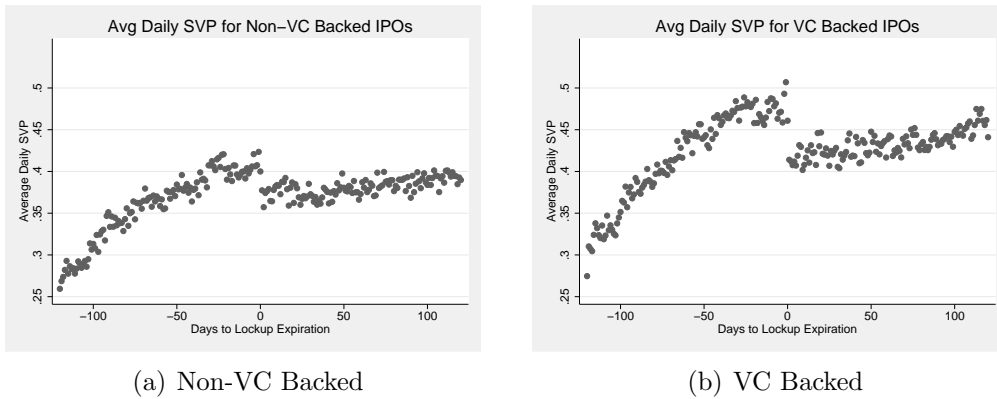 Avg Daily SVP for Non−VC Backed IPOs
Average Daily SVP
.5
.45
.4
.35
.3
.25
−100
−50
0
50
100
Days to Lockup Expiration
(a) Non-VC Backed
Avg Daily SVP for VC Backed IPOs
Average Daily SVP
.5
.45
.4
.35
.3
.25
−100
−50
0
50
100
Days to Lockup Expiration
(b) VC Backed